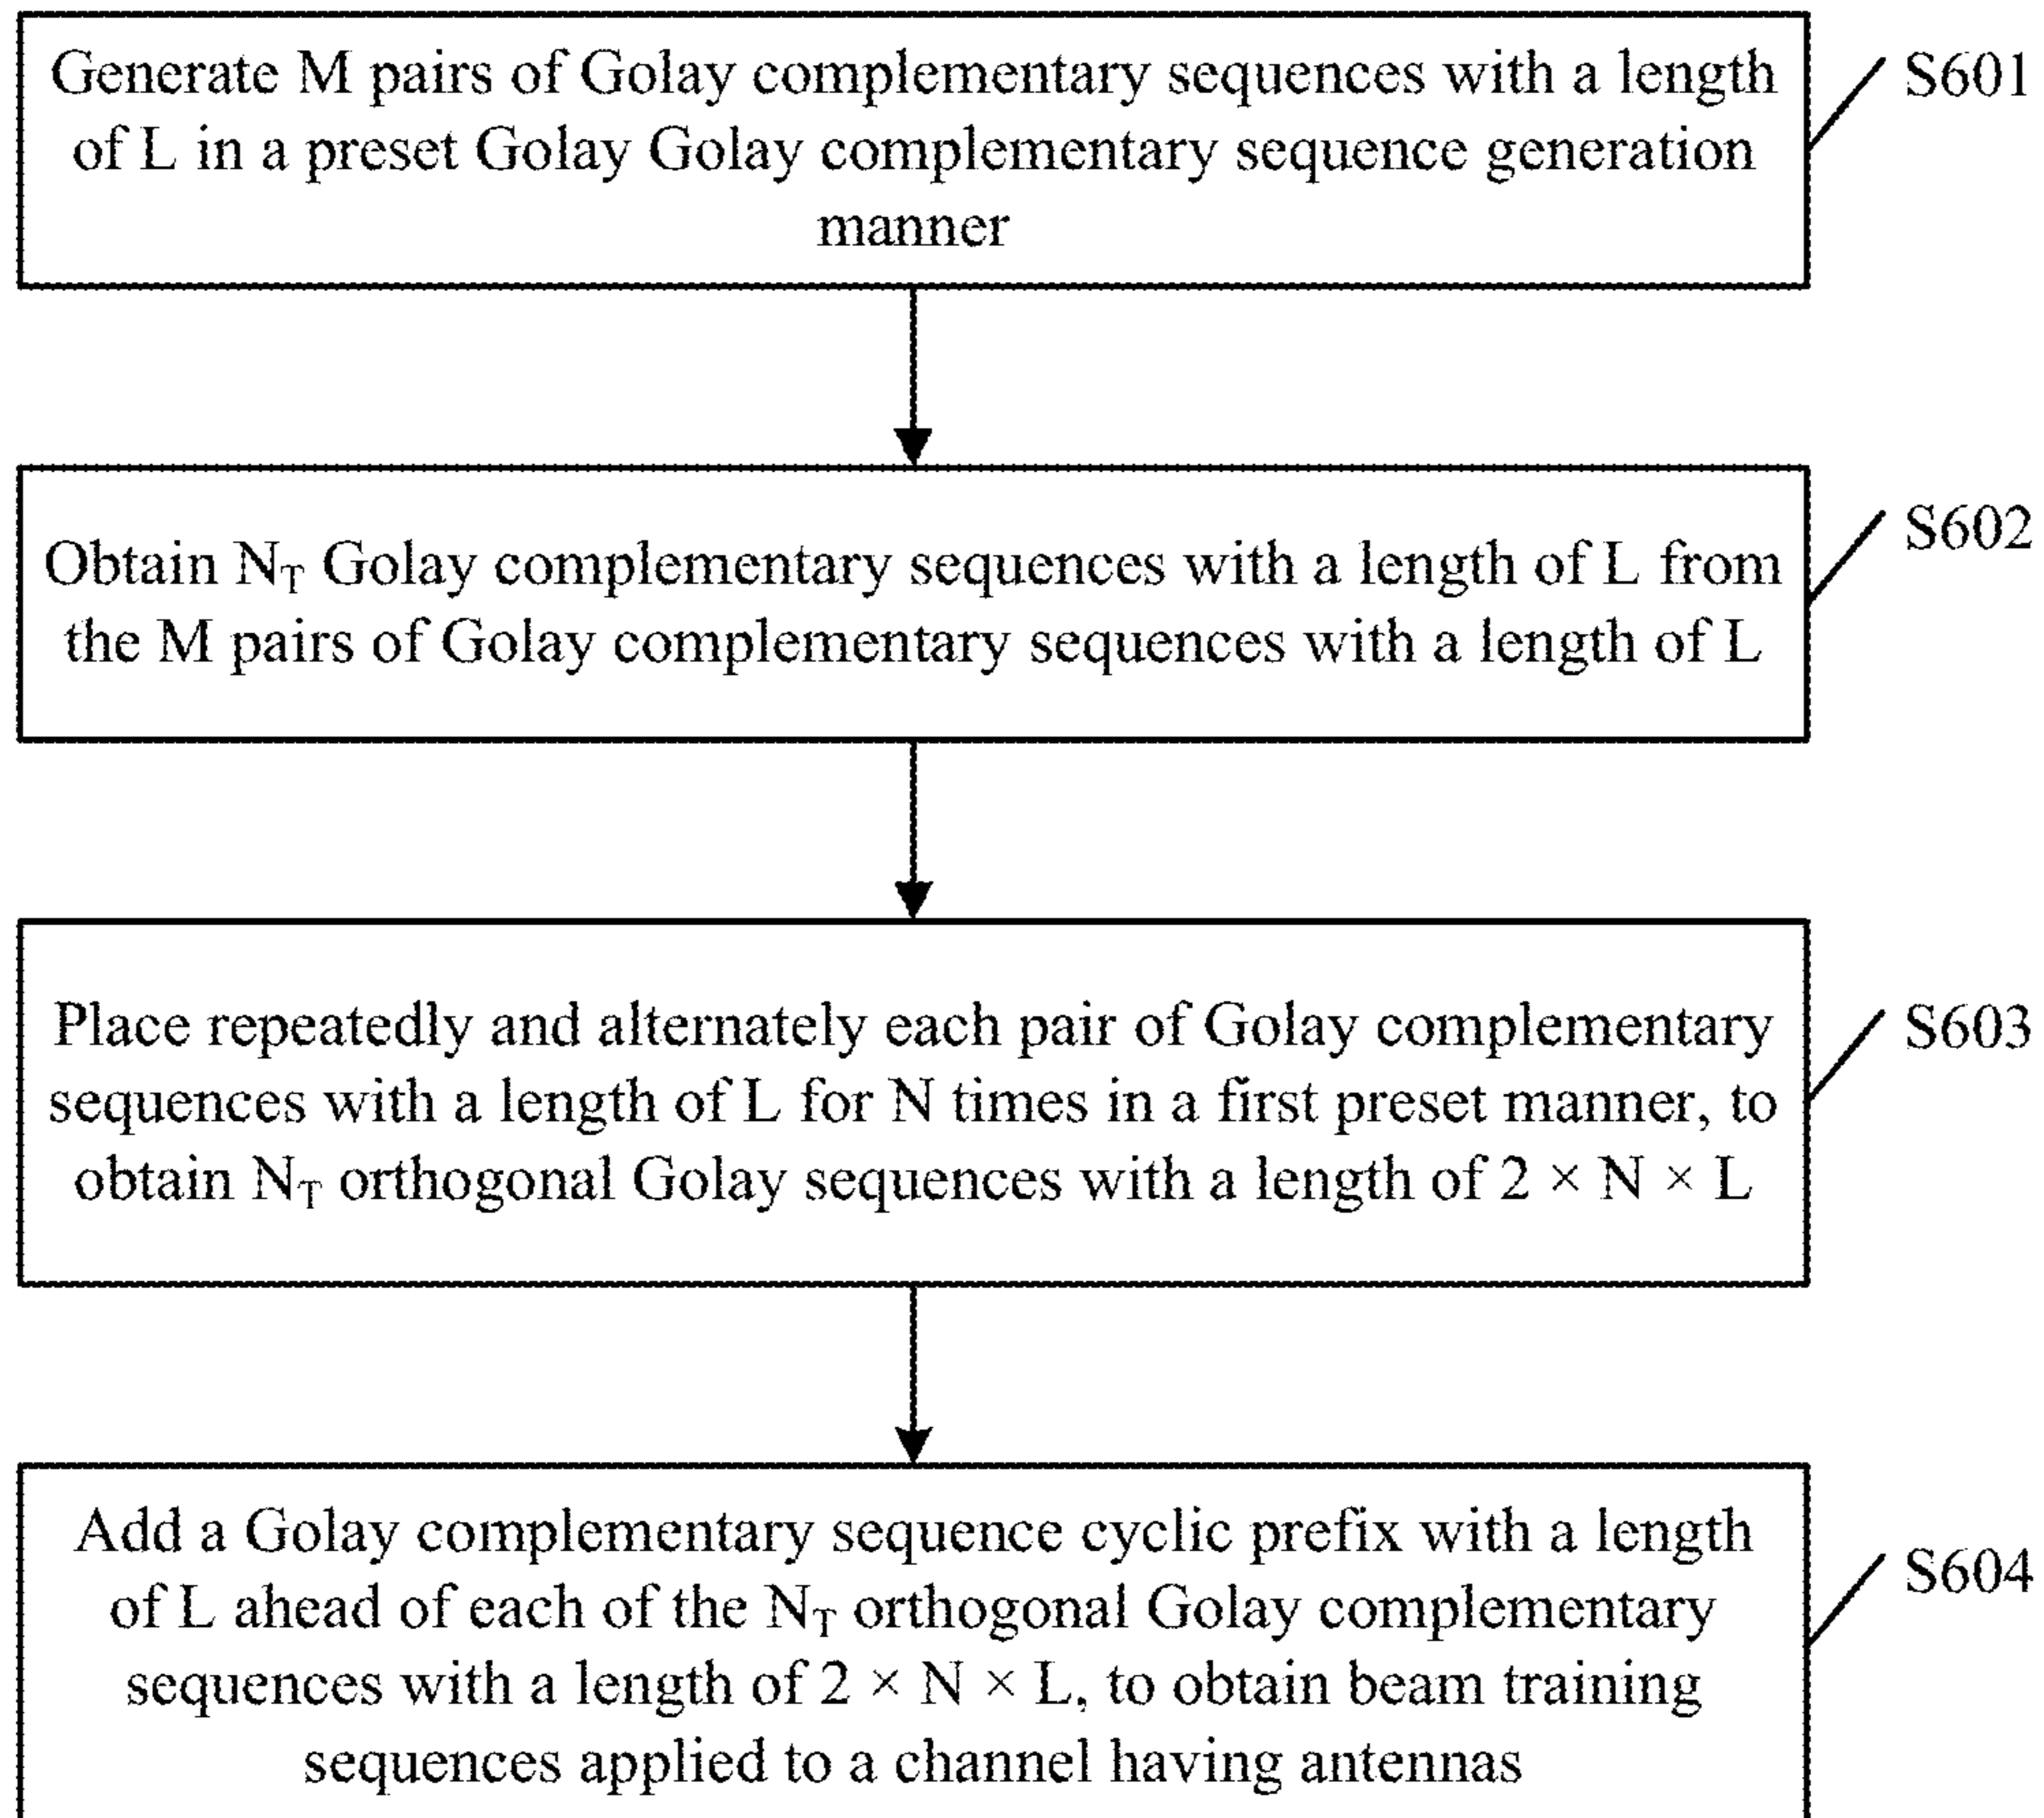 Generate M pairs of Golay complementary sequences with a length
of L in a preset Golay Golay complementary sequence generation
manner
S601
Obtain N_T Golay complementary sequences with a length of L from
the M pairs of Golay complementary sequences with a length of L
S602
Place repeatedly and alternately each pair of Golay complementary
sequences with a length of L for N times in a first preset manner, to
obtain N_T orthogonal Golay sequences with a length of 2 × N × L
S603
Add a Golay complementary sequence cyclic prefix with a length
of L ahead of each of the N_T orthogonal Golay complementary
sequences with a length of 2 × N × L, to obtain beam training
sequences applied to a channel having antennas
S604